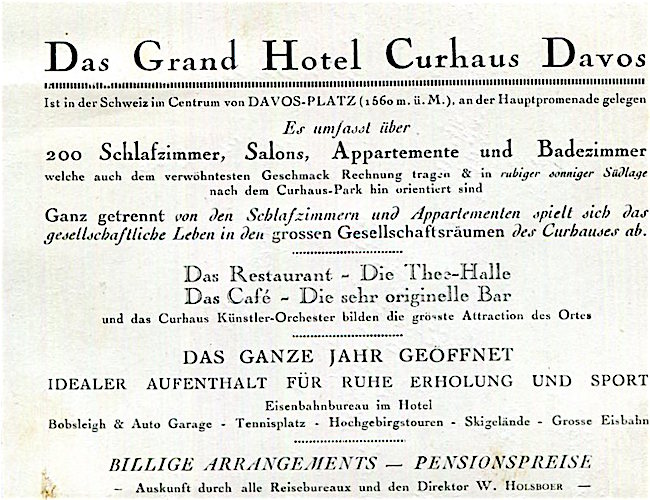 Das Grand Hotel Curhaus Davos
Ist in der Schweiz im Centrum von DAVOS-PLATZ (1560 m. ü. M.), an der Hauptpromenade gelegen
Es umfasst über
200 Schlafzimmer, Salons, Appartemente und Badezimmer
welche auch dem verwöhntesten Geschmack Rechnung tragen & in ruhiger sonniger Südlage
nach dem Curhaus-Park hin orientiert sind
Ganz getrennt von den Schlafzimmern und Appartementen spielt sich das
gesellschaftliche Leben in den grossen Gesellschaftsräumen des Curhauses ab.
Das Restaurant - Die Thee-Halle
Das Café - Die sehr originelle Bar
und das Curhaus Künstler-Orchester bilden die grösste Attraction des Ortes
DAS GANZE JAHR GEÖFFNET
IDEALER AUFENTHALT FÜR RUHE ERHOLUNG UND SPORT
Eisenbahnbureau im Hotel
Bobsleigh & Auto Garage - Tennisplatz - Hochgebirgstouren - Skigelände - Grosse Eisbahn
BILLIGE ARRANGEMENTS — PENSIONSPREISE
– Auskunft durch alle Reisebureaux und den Direktor W. HOLSBOER —